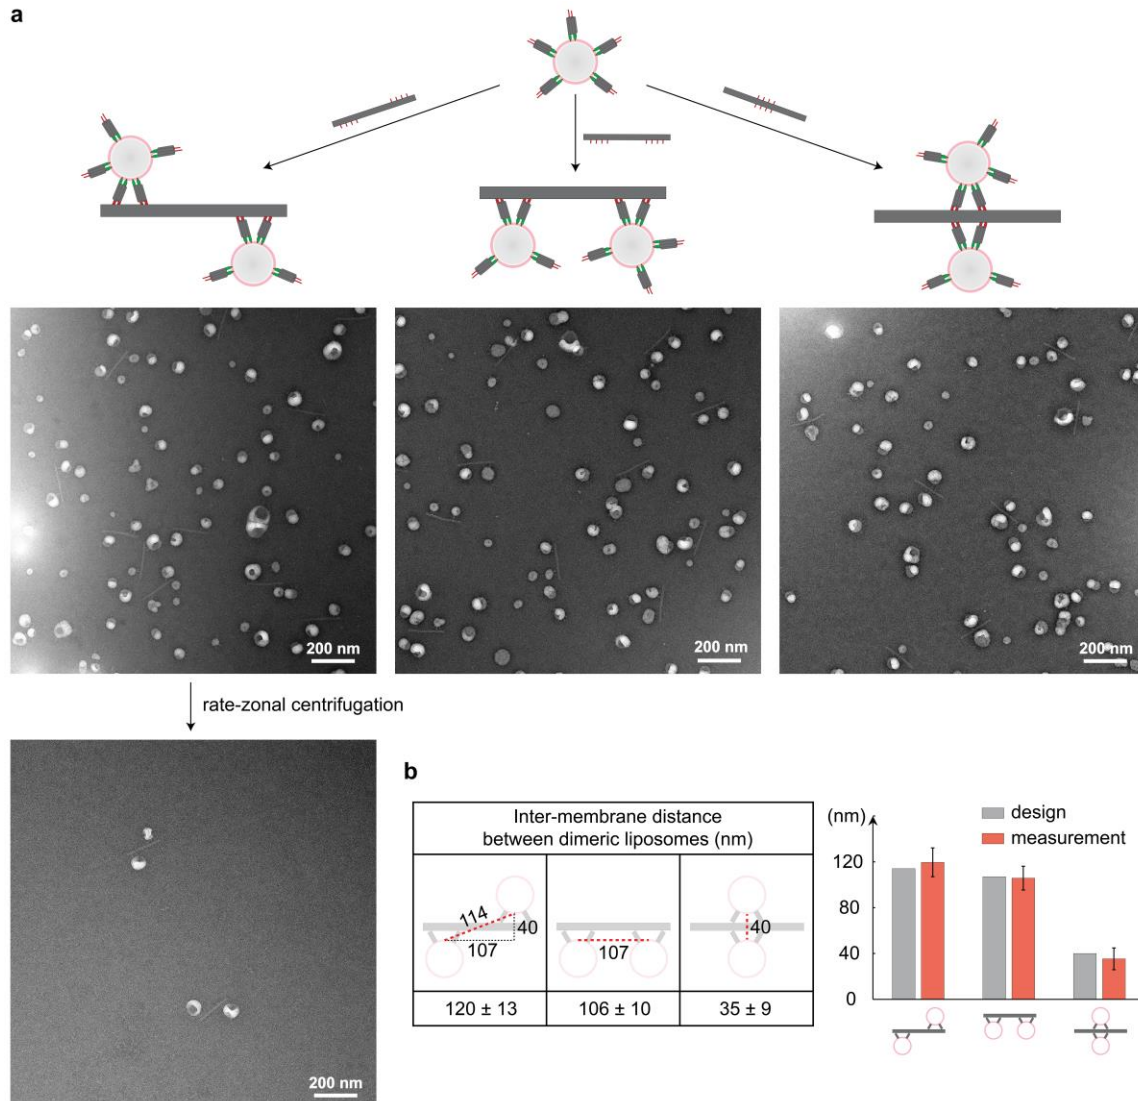 a
200 nm
200 nm
200 nm
rate-zonal centrifugation
200 nm
b
Inter-membrane distance
between dimeric liposomes (nm)
114
40
107
107
40
120 ± 13
106 ± 10
35 ± 9
(nm)
design
measurement
120
80
40
0